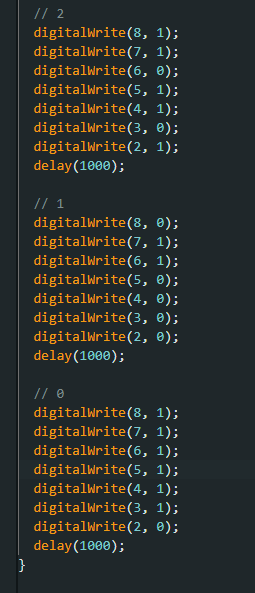 // 2
digitalWrite(8, 1);
digitalWrite(7, 1);
digitalWrite(6, 0);
digitalWrite(5, 1);
digitalWrite(4, 1);
digitalWrite(3, 0);
digitalWrite(2, 1);
delay(1000);
// 1
digitalWrite(8, 0);
digitalWrite(7, 1);
digitalWrite(6, 1);
digitalWrite(5, 0);
digitalWrite(4, 0);
digitalWrite(3, 0);
digitalWrite(2, 0);
delay(1000);
// 0
digitalWrite(8, 1);
digitalWrite(7, 1);
digitalWrite(6, 1);
digitalWrite(5, 1);
digitalWrite(4, 1);
digitalWrite(3, 1);
digitalWrite(2, 0);
delay(1000);
}